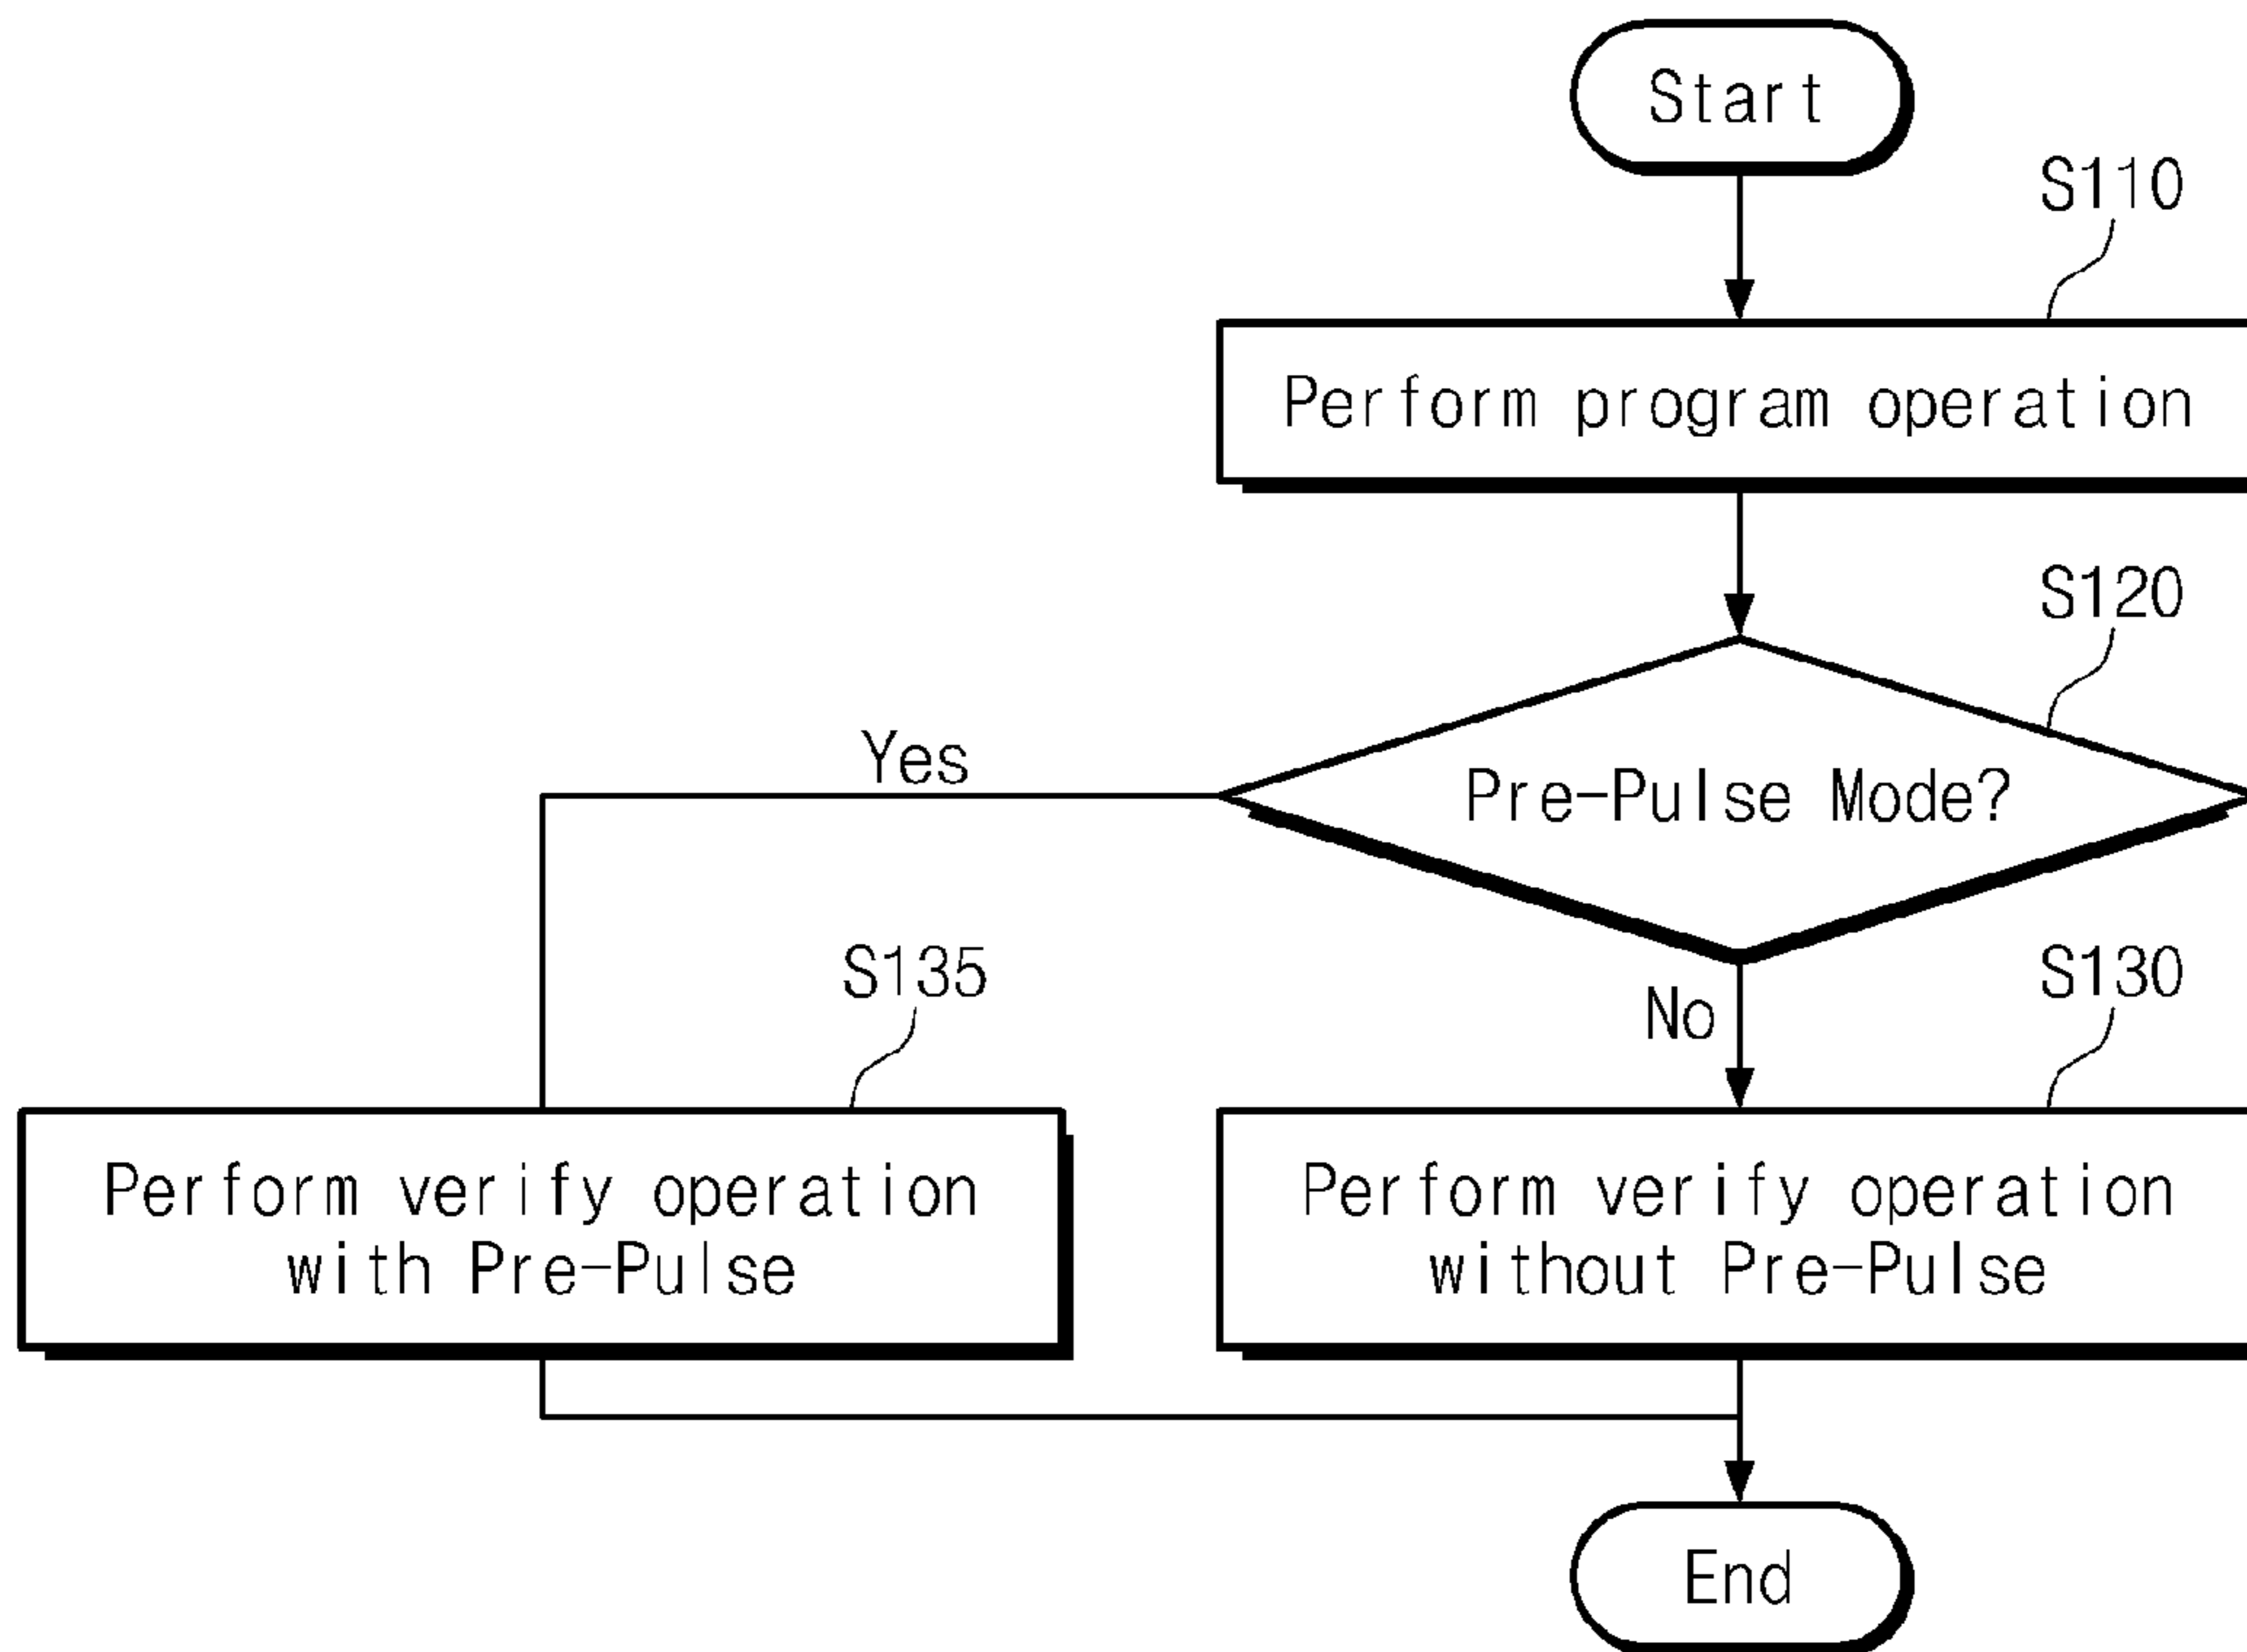 Start
S110
Perform program operation
S120
Yes
Pre-Pulse Mode?
S135
S130
No
Perform verify operation
with Pre-Pulse
Perform verify operation
without Pre-Pulse
End